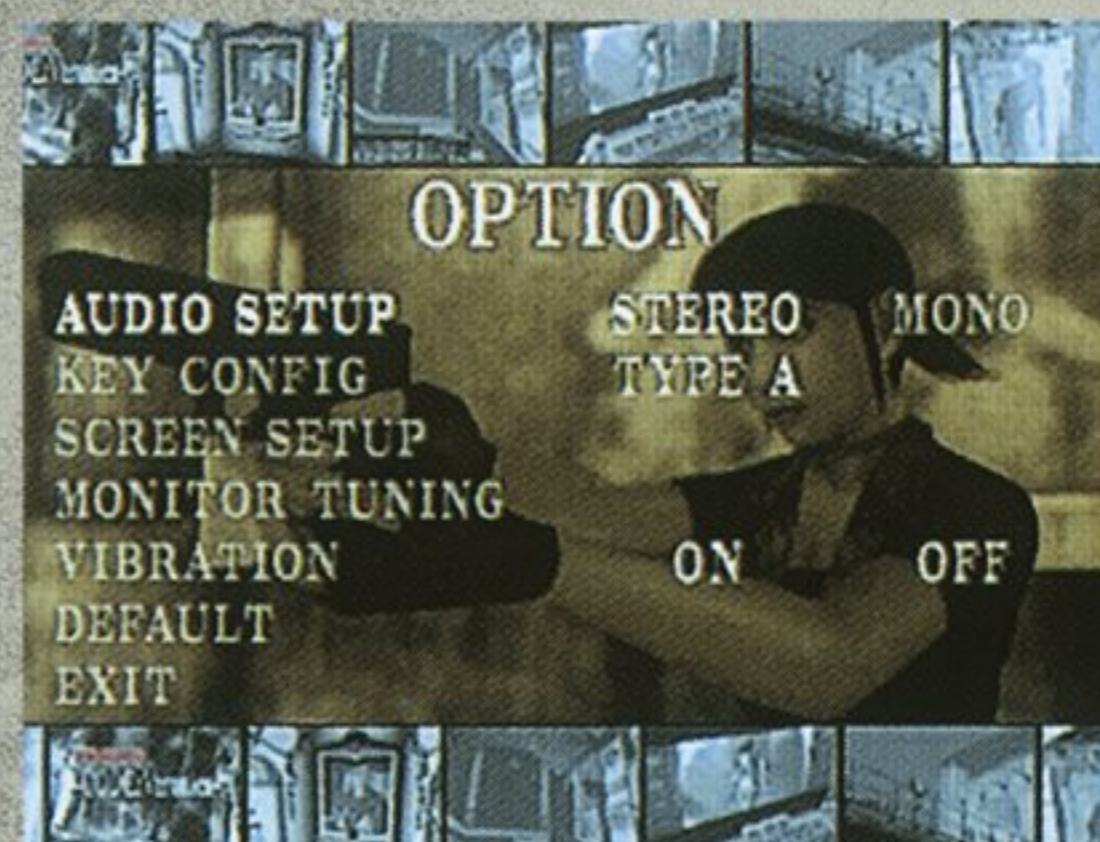 OPTION
AUDIO SETUP STEREO MONO
KEY CONFIG TYPE A
SCREEN SETUP
MONITOR TUNING
VIBRATION ON OFF
DEFAULT
EXIT